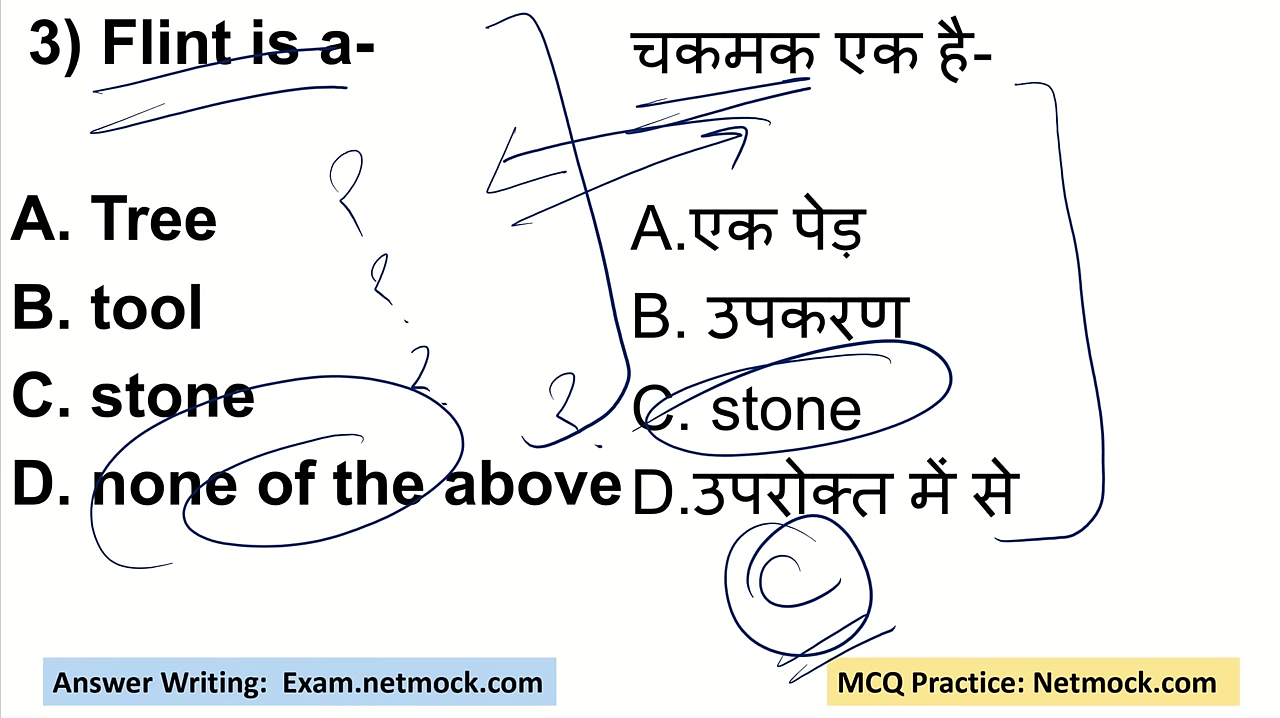 3) Flint is a-
A. Tree
B. tool
C. stone
D. none of the above
चकमक एक है-
A.एक पेड़
B. उपकरण
C. stone
D.उपरोक्त में से
C
Answer Writing: Exam.netmock.com
MCQ Practice: Netmock.com